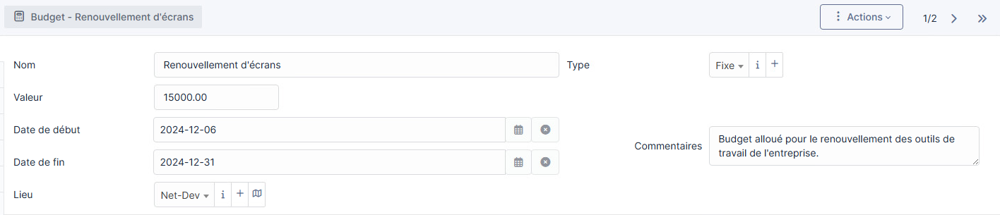 Budget - Renouvellement d'écrans
Actions
1/2
Nom
Renouvellement d'écrans
Type
Fixe
Valeur
15000.00
Date de début
2024-12-06
Date de fin
2024-12-31
Commentaires
Budget alloué pour le renouvellement des outils de
travail de l'entreprise.
Lieu
Net-Dev